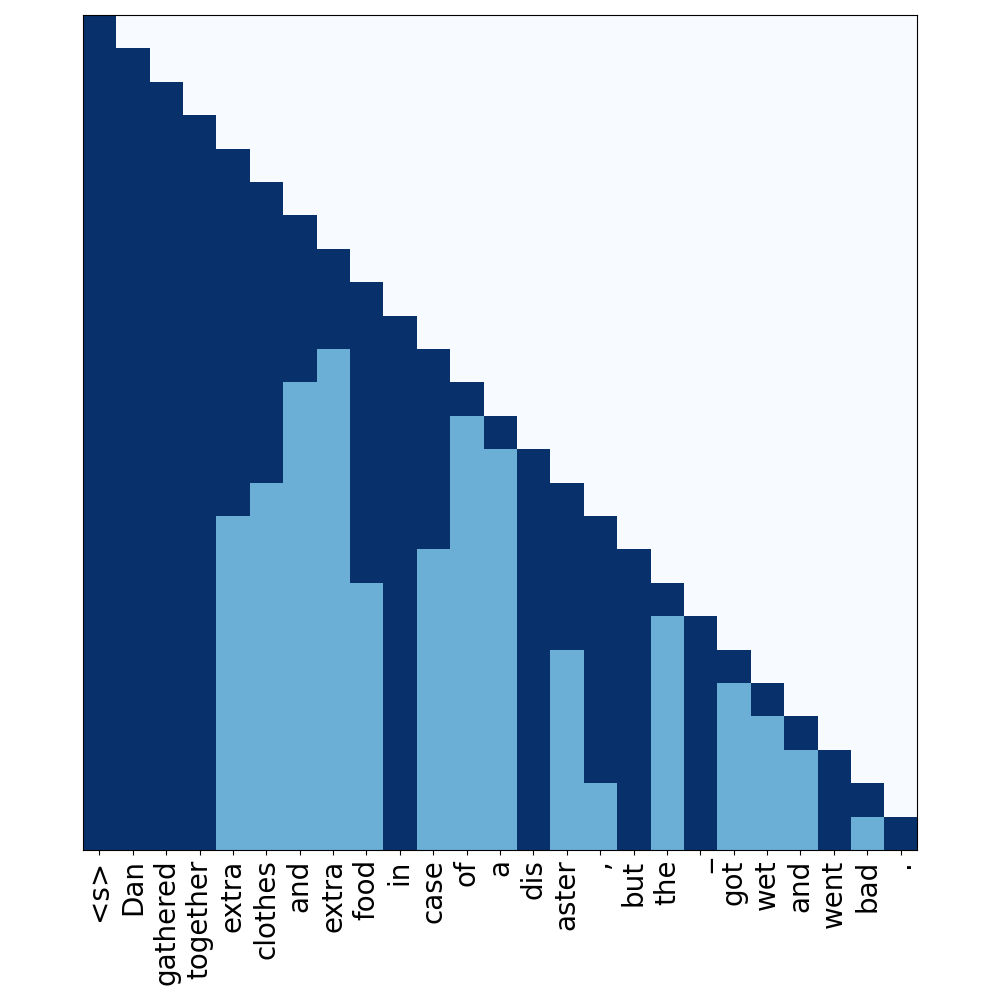 <s> Dan gathered together extra clothes and extra food in case of a dis aster , but the _ got wet and and went bad .